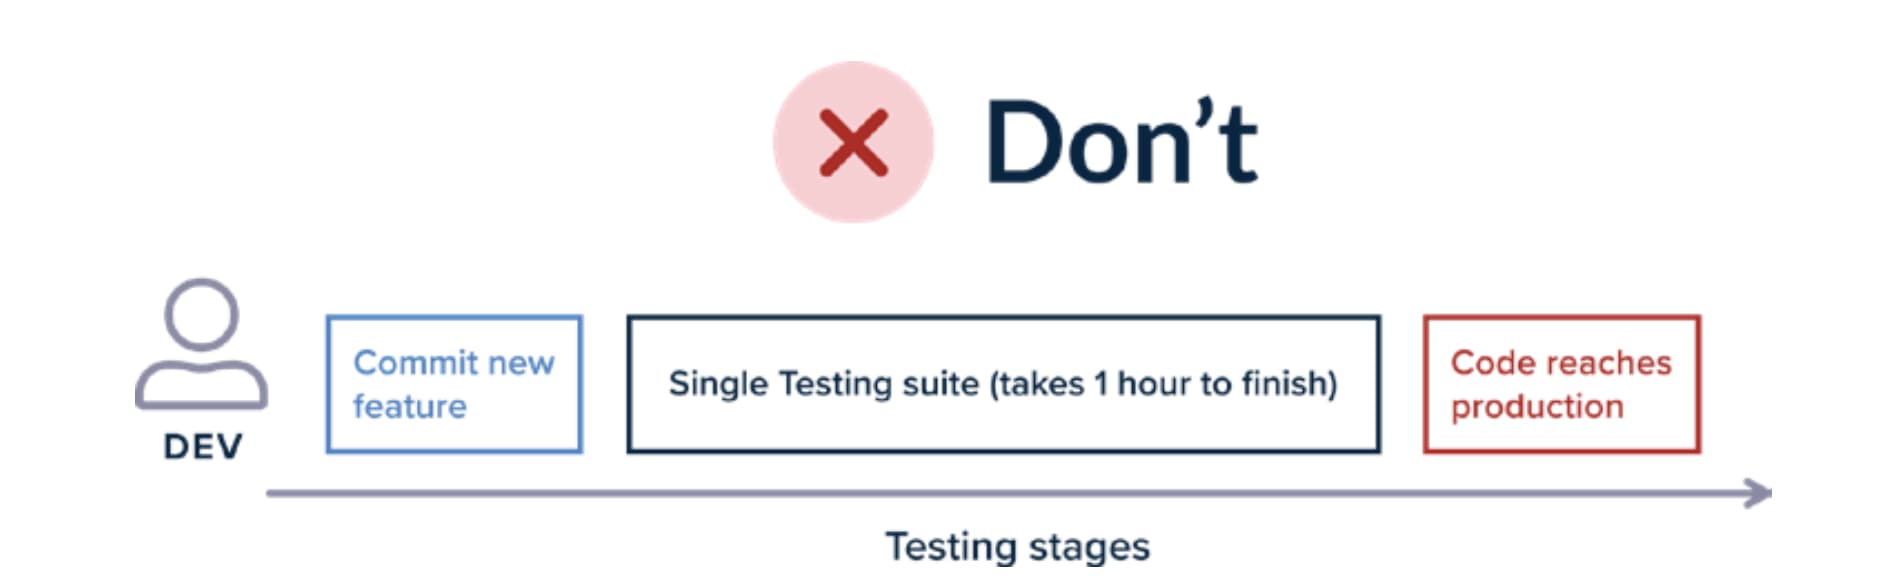 Don’t
DEV
Commit new
feature
Single Testing suite (takes 1 hour to finish)
Code reaches
production
Testing stages